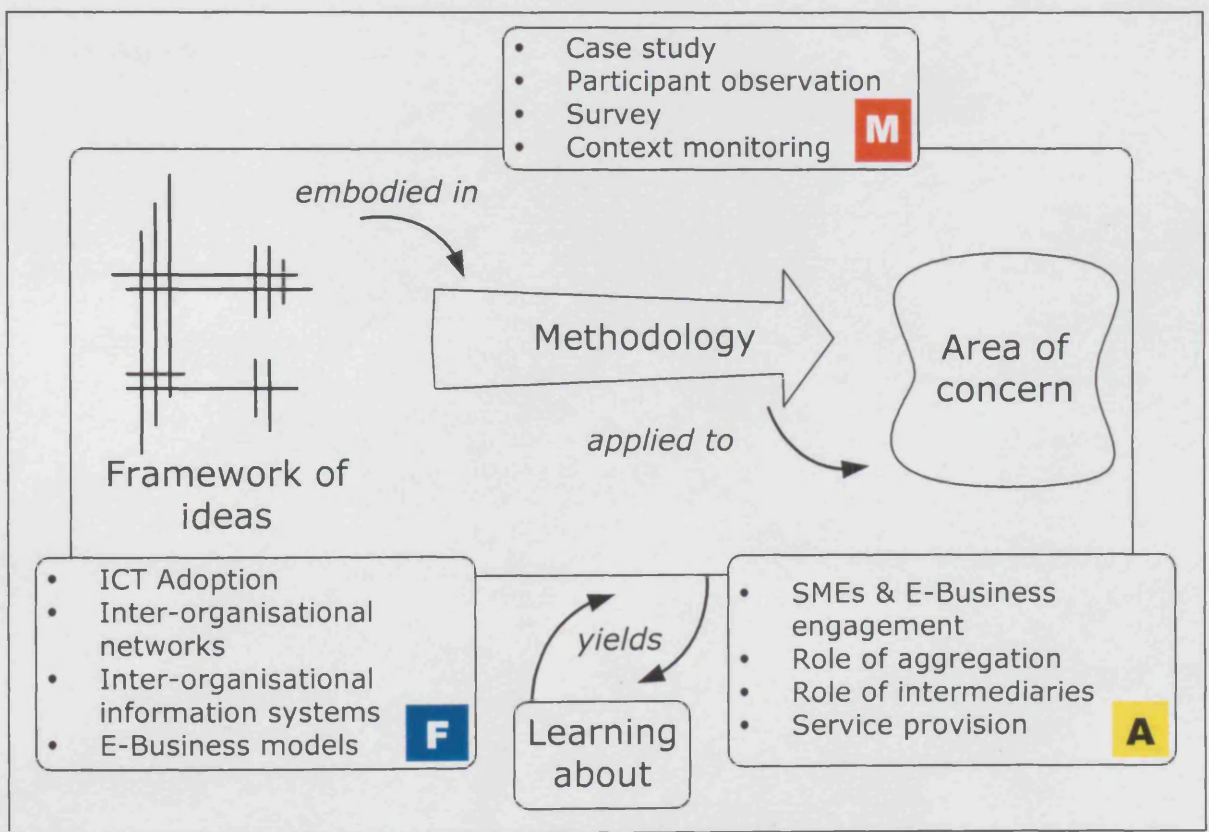 • Case study
• Participant observation
• Survey
• Context monitoring
M
embodied in
Methodology
Area of
concern
applied to
Framework of
ideas
• ICT Adoption
• Inter-organisational
networks
• Inter-organisational
information systems
• E-Business models
F
yields
Learning
about
• SMEs & E-Business
engagement
• Role of aggregation
• Role of intermediaries
• Service provision
A